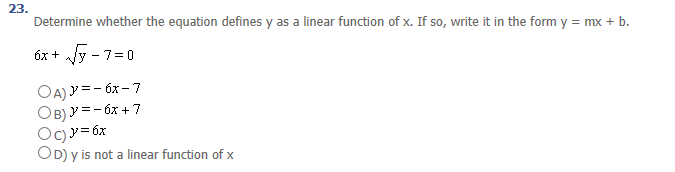 23.
Determine whether the equation defines y as a linear function of x. If so, write it in the form y = mx + b.
6x + √y − 7 = 0
A) y = − 6x − 7
B) y = − 6x + 7
C) y = 6x
D) y is not a linear function of x